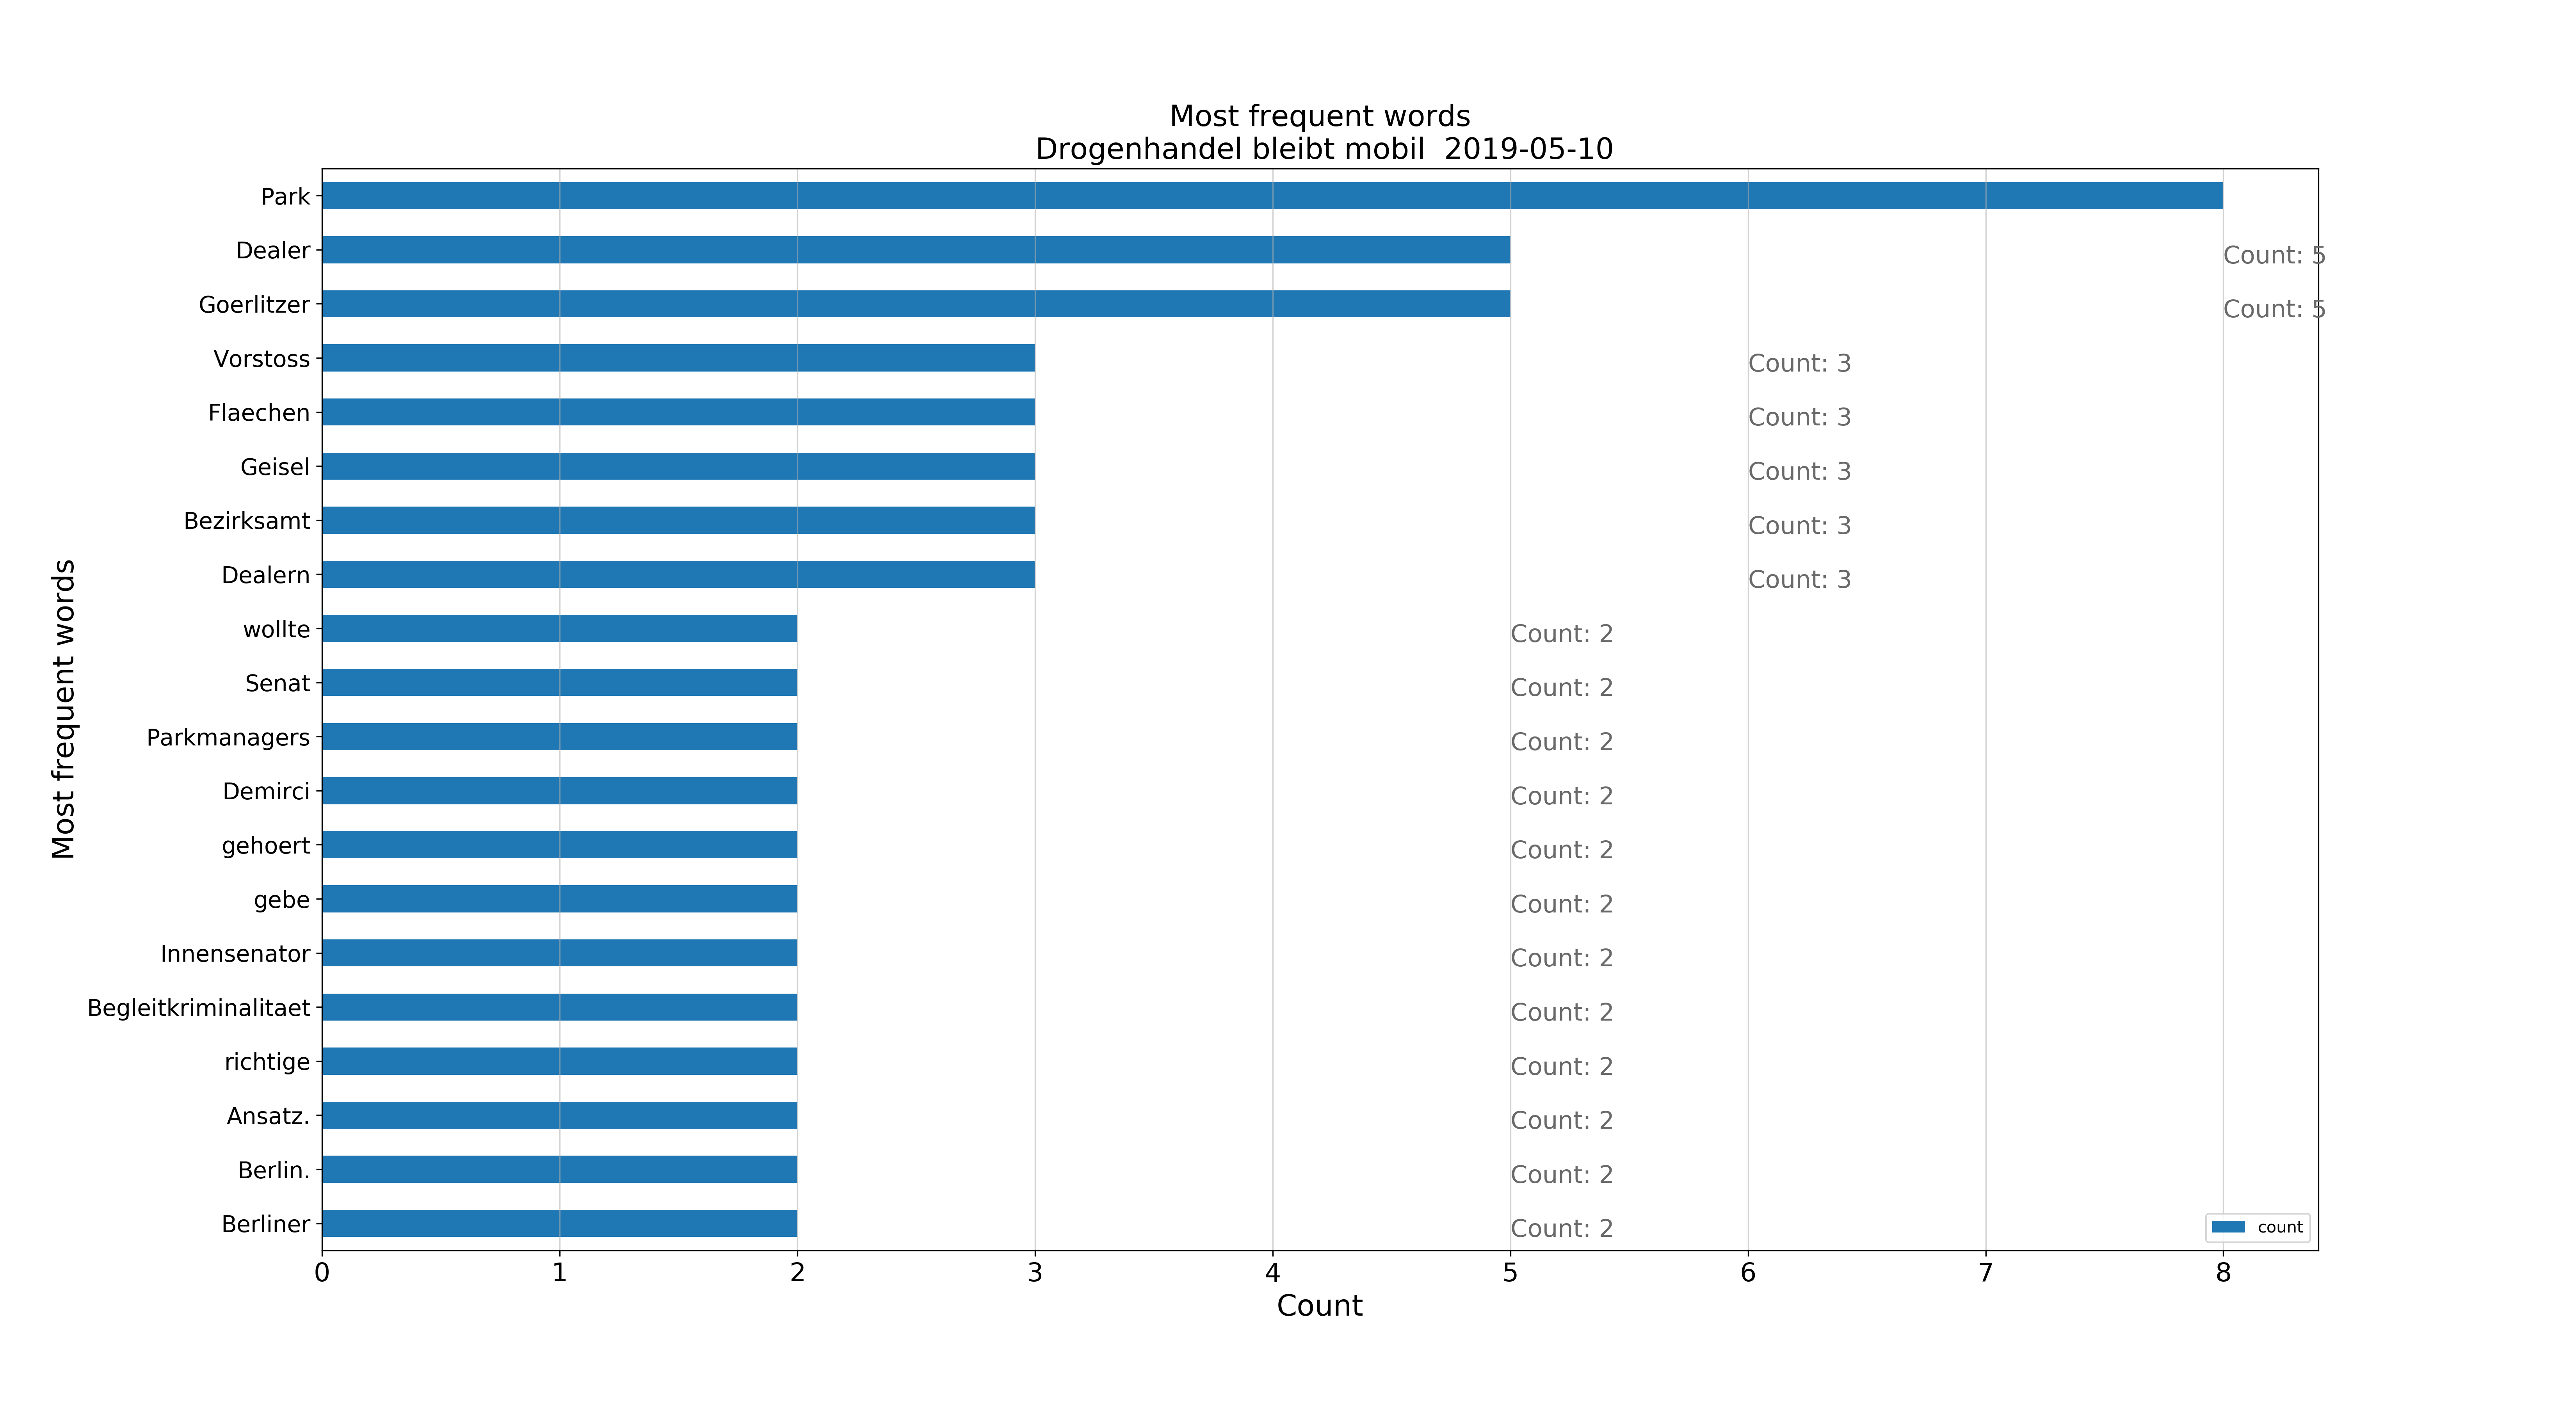 Most frequent words
Drogenhandel bleibt mobil  2019-05-10
Most frequent words
Park
Dealer Count: 5
Goerlitzer Count: 5
Vorstoss Count: 3
Flaechen Count: 3
Geisel Count: 3
Bezirksamt Count: 3
Dealern Count: 3
wollte Count: 2
Senat Count: 2
Parkmanagers Count: 2
Demirci Count: 2
gehoert Count: 2
gebe Count: 2
Innensenator Count: 2
Begleitkriminalitaet Count: 2
richtige Count: 2
Ansatz. Count: 2
Berlin. Count: 2
Berliner Count: 2
count
0 1 2 3 4 5 6 7 8
Count